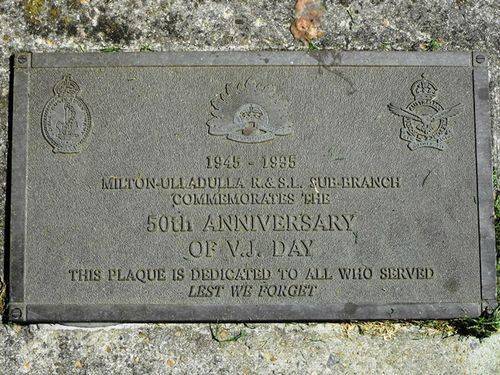 1945 - 1995
MILTON-ULLADULLA R.& S.L. SUB-BRANCH
COMMEMORATES THE
50th ANNIVERSARY
OF V.J. DAY
THIS PLAQUE IS DEDICATED TO ALL WHO SERVED
LEST WE FORGET